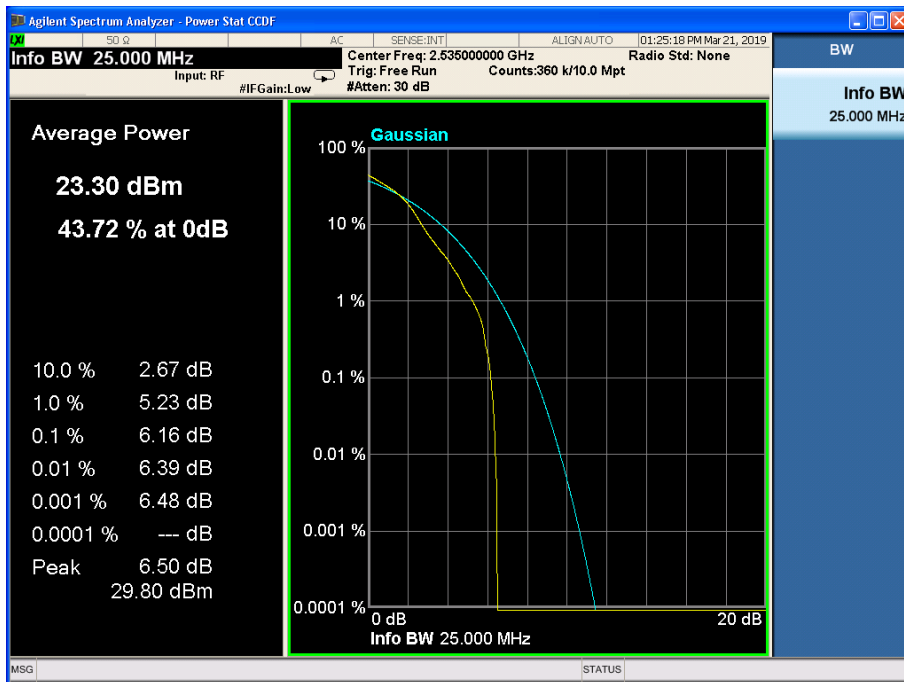 Agilent Spectrum Analyzer - Power Stat CCDF
LXI 50 Ω AC SENSE:INT ALIGN AUTO 01:25:18 PM Mar 21, 2019
Info BW 25.000 MHz
Center Freq: 2.535000000 GHz Radio Std: None
Input: RF Trig: Free Run Counts:360 k/10.0 Mpt
#IFGain:Low #Atten: 30 dB
BW
Info BW
25.000 MHz
Average Power
23.30 dBm
43.72 % at 0dB
10.0 % 2.67 dB
1.0 % 5.23 dB
0.1 % 6.16 dB
0.01 % 6.39 dB
0.001 % 6.48 dB
0.0001 % --- dB
Peak 6.50 dB
29.80 dBm
Gaussian
100 %
10 %
1 %
0.1 %
0.01 %
0.001 %
0.0001 %
0 dB 20 dB
Info BW 25.000 MHz
MSG STATUS